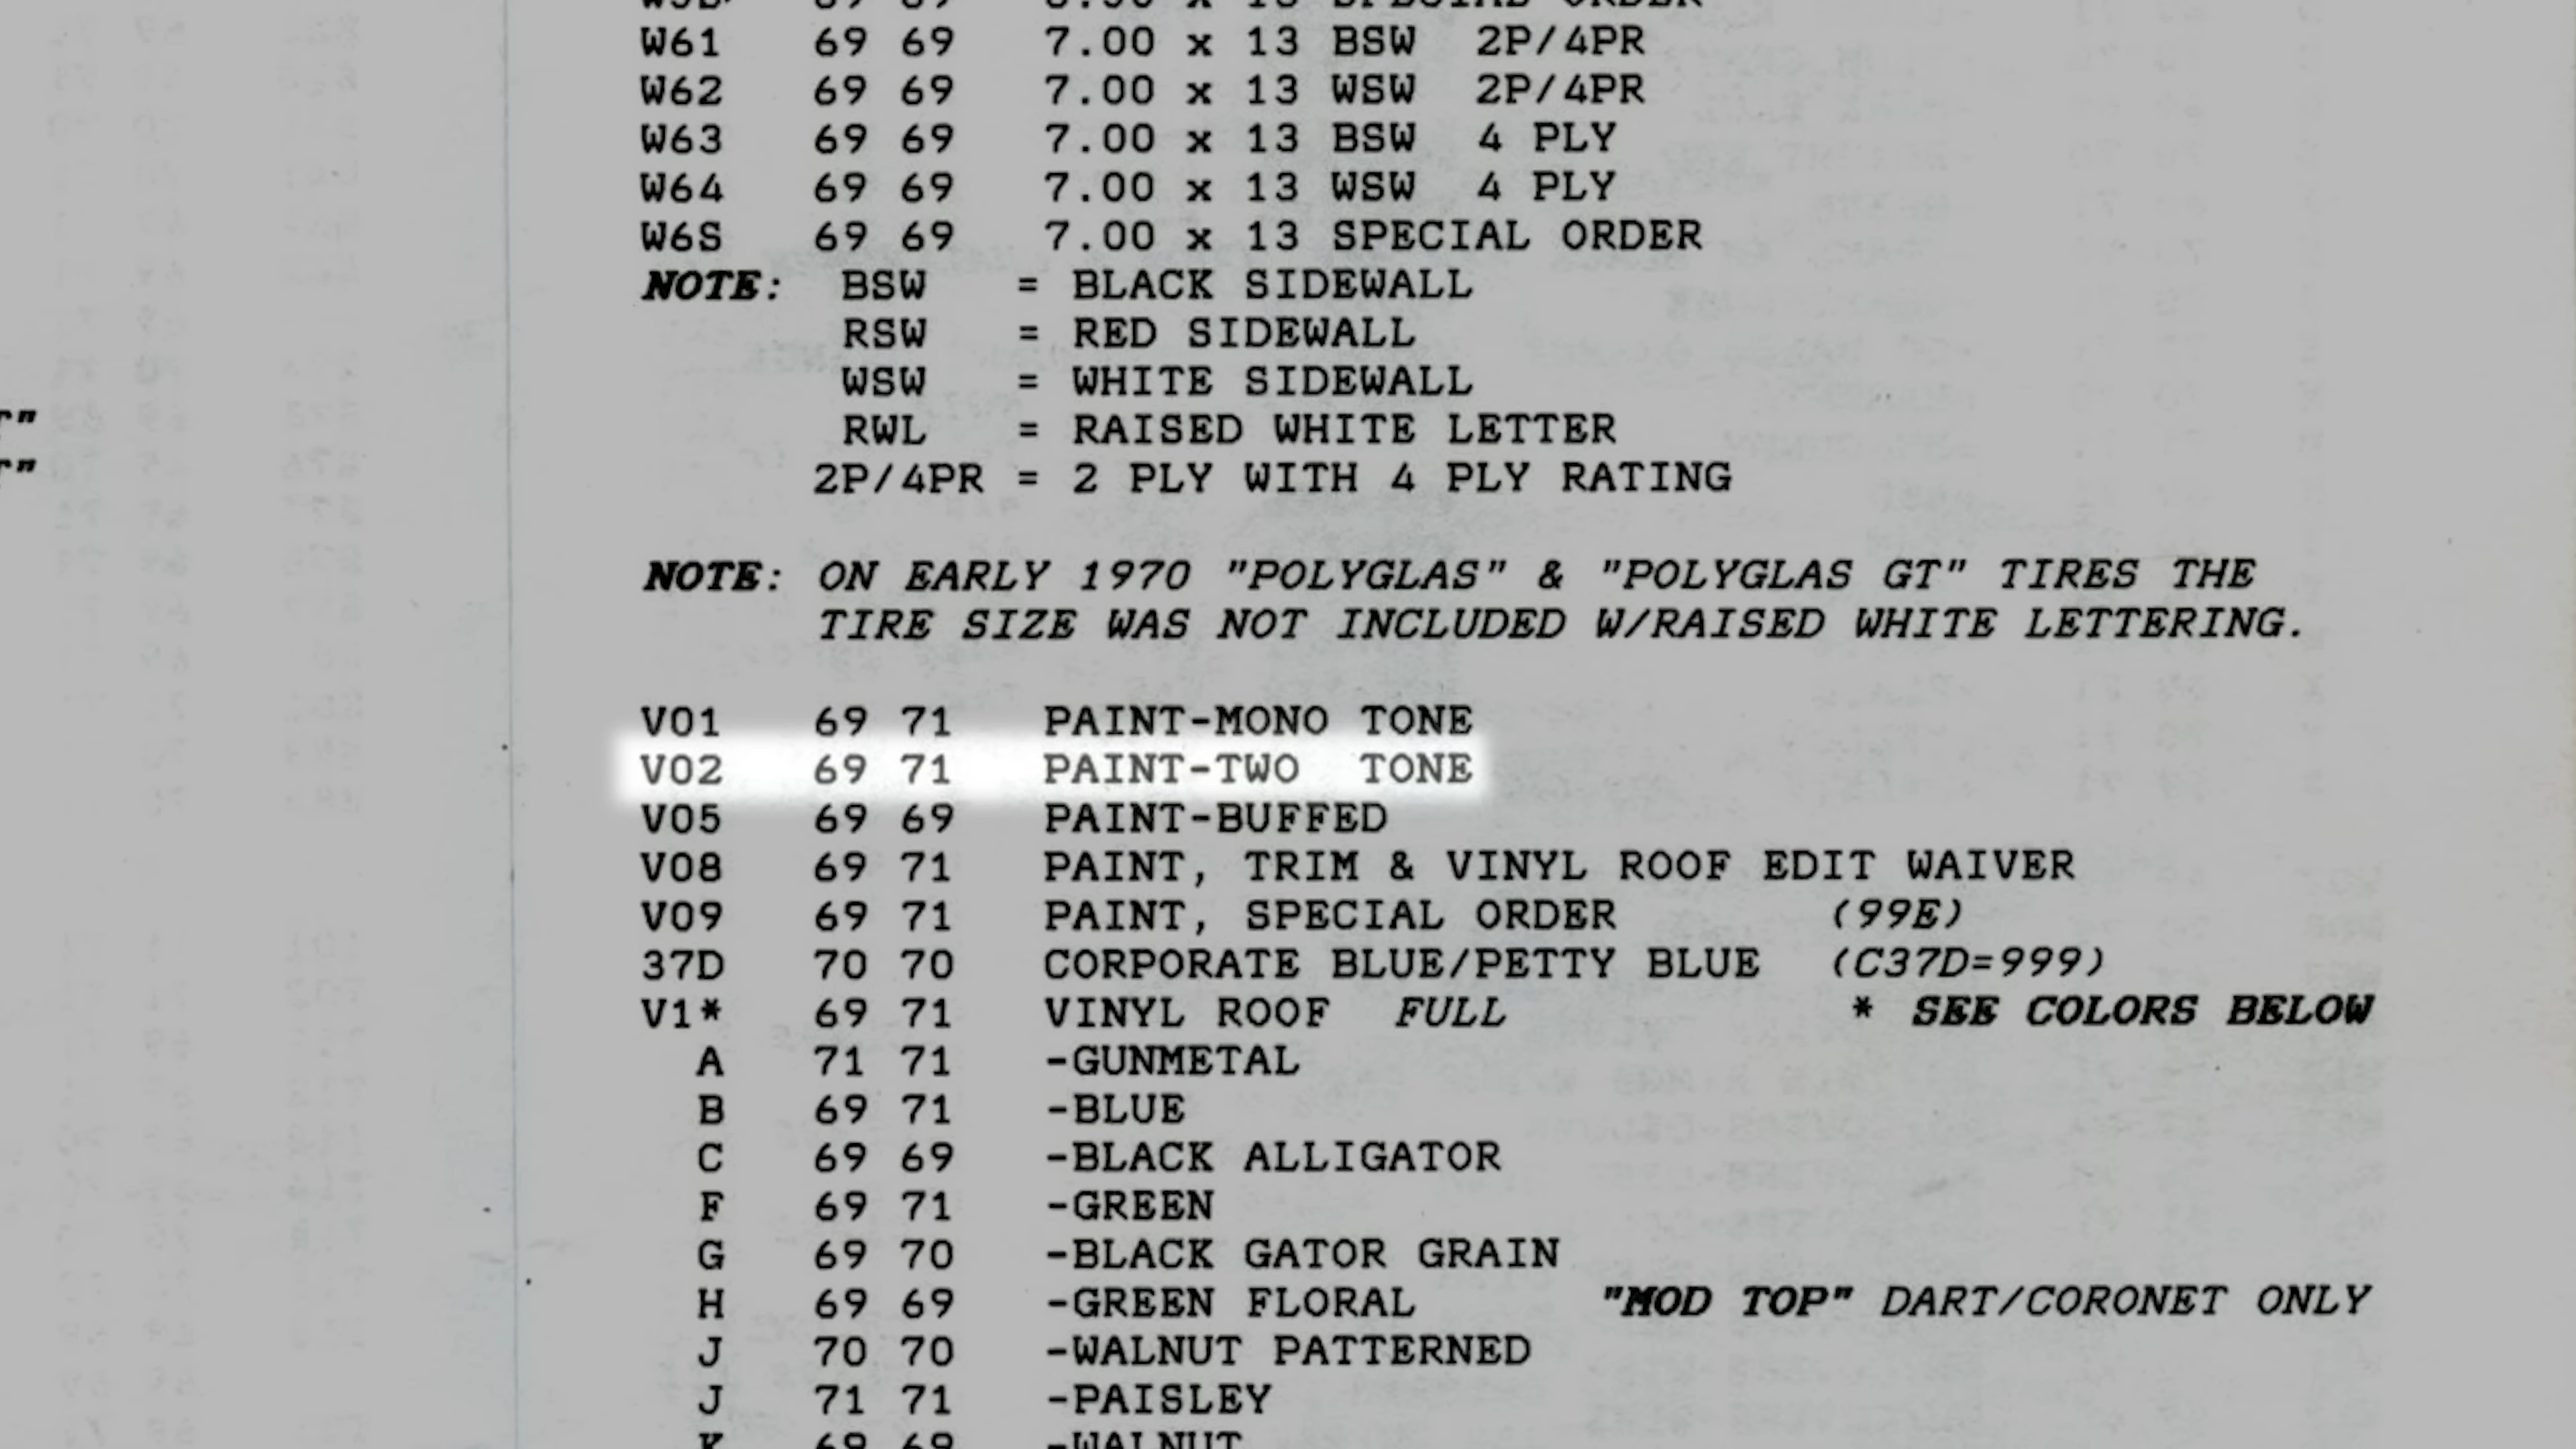 69 69 SPECIAL ORDER
W61 69 69 7.00 x 13 BSW 2P/4PR
W62 69 69 7.00 x 13 WSW 2P/4PR
W63 69 69 7.00 x 13 BSW 4 PLY
W64 69 69 7.00 x 13 WSW 4 PLY
W6S 69 69 7.00 x 13 SPECIAL ORDER
NOTE: BSW = BLACK SIDEWALL
RSW = RED SIDEWALL
WSW = WHITE SIDEWALL
RWL = RAISED WHITE LETTER
2P/4PR = 2 PLY WITH 4 PLY RATING
NOTE: ON EARLY 1970 "POLYGLAS" & "POLYGLAS GT" TIRES THE
TIRE SIZE WAS NOT INCLUDED W/RAISED WHITE LETTERING.
V01 69 71 PAINT-MONO TONE
V02 69 71 PAINT-TWO TONE
V05 69 69 PAINT-BUFFED
V08 69 71 PAINT, TRIM & VINYL ROOF EDIT WAIVER
V09 69 71 PAINT, SPECIAL ORDER (99E)
37D 70 70 CORPORATE BLUE/PETTY BLUE (C37D=999)
V1* 69 71 VINYL ROOF FULL * SEE COLORS BELOW
A 71 71 -GUNMETAL
B 69 71 -BLUE
C 69 69 -BLACK ALLIGATOR
F 69 71 -GREEN
G 69 70 -BLACK GATOR GRAIN
H 69 69 -GREEN FLORAL "MOD TOP" DART/CORONET ONLY
J 70 70 -WALNUT PATTERNED
J 71 71 -PAISLEY
K 69 69 -WALNUT